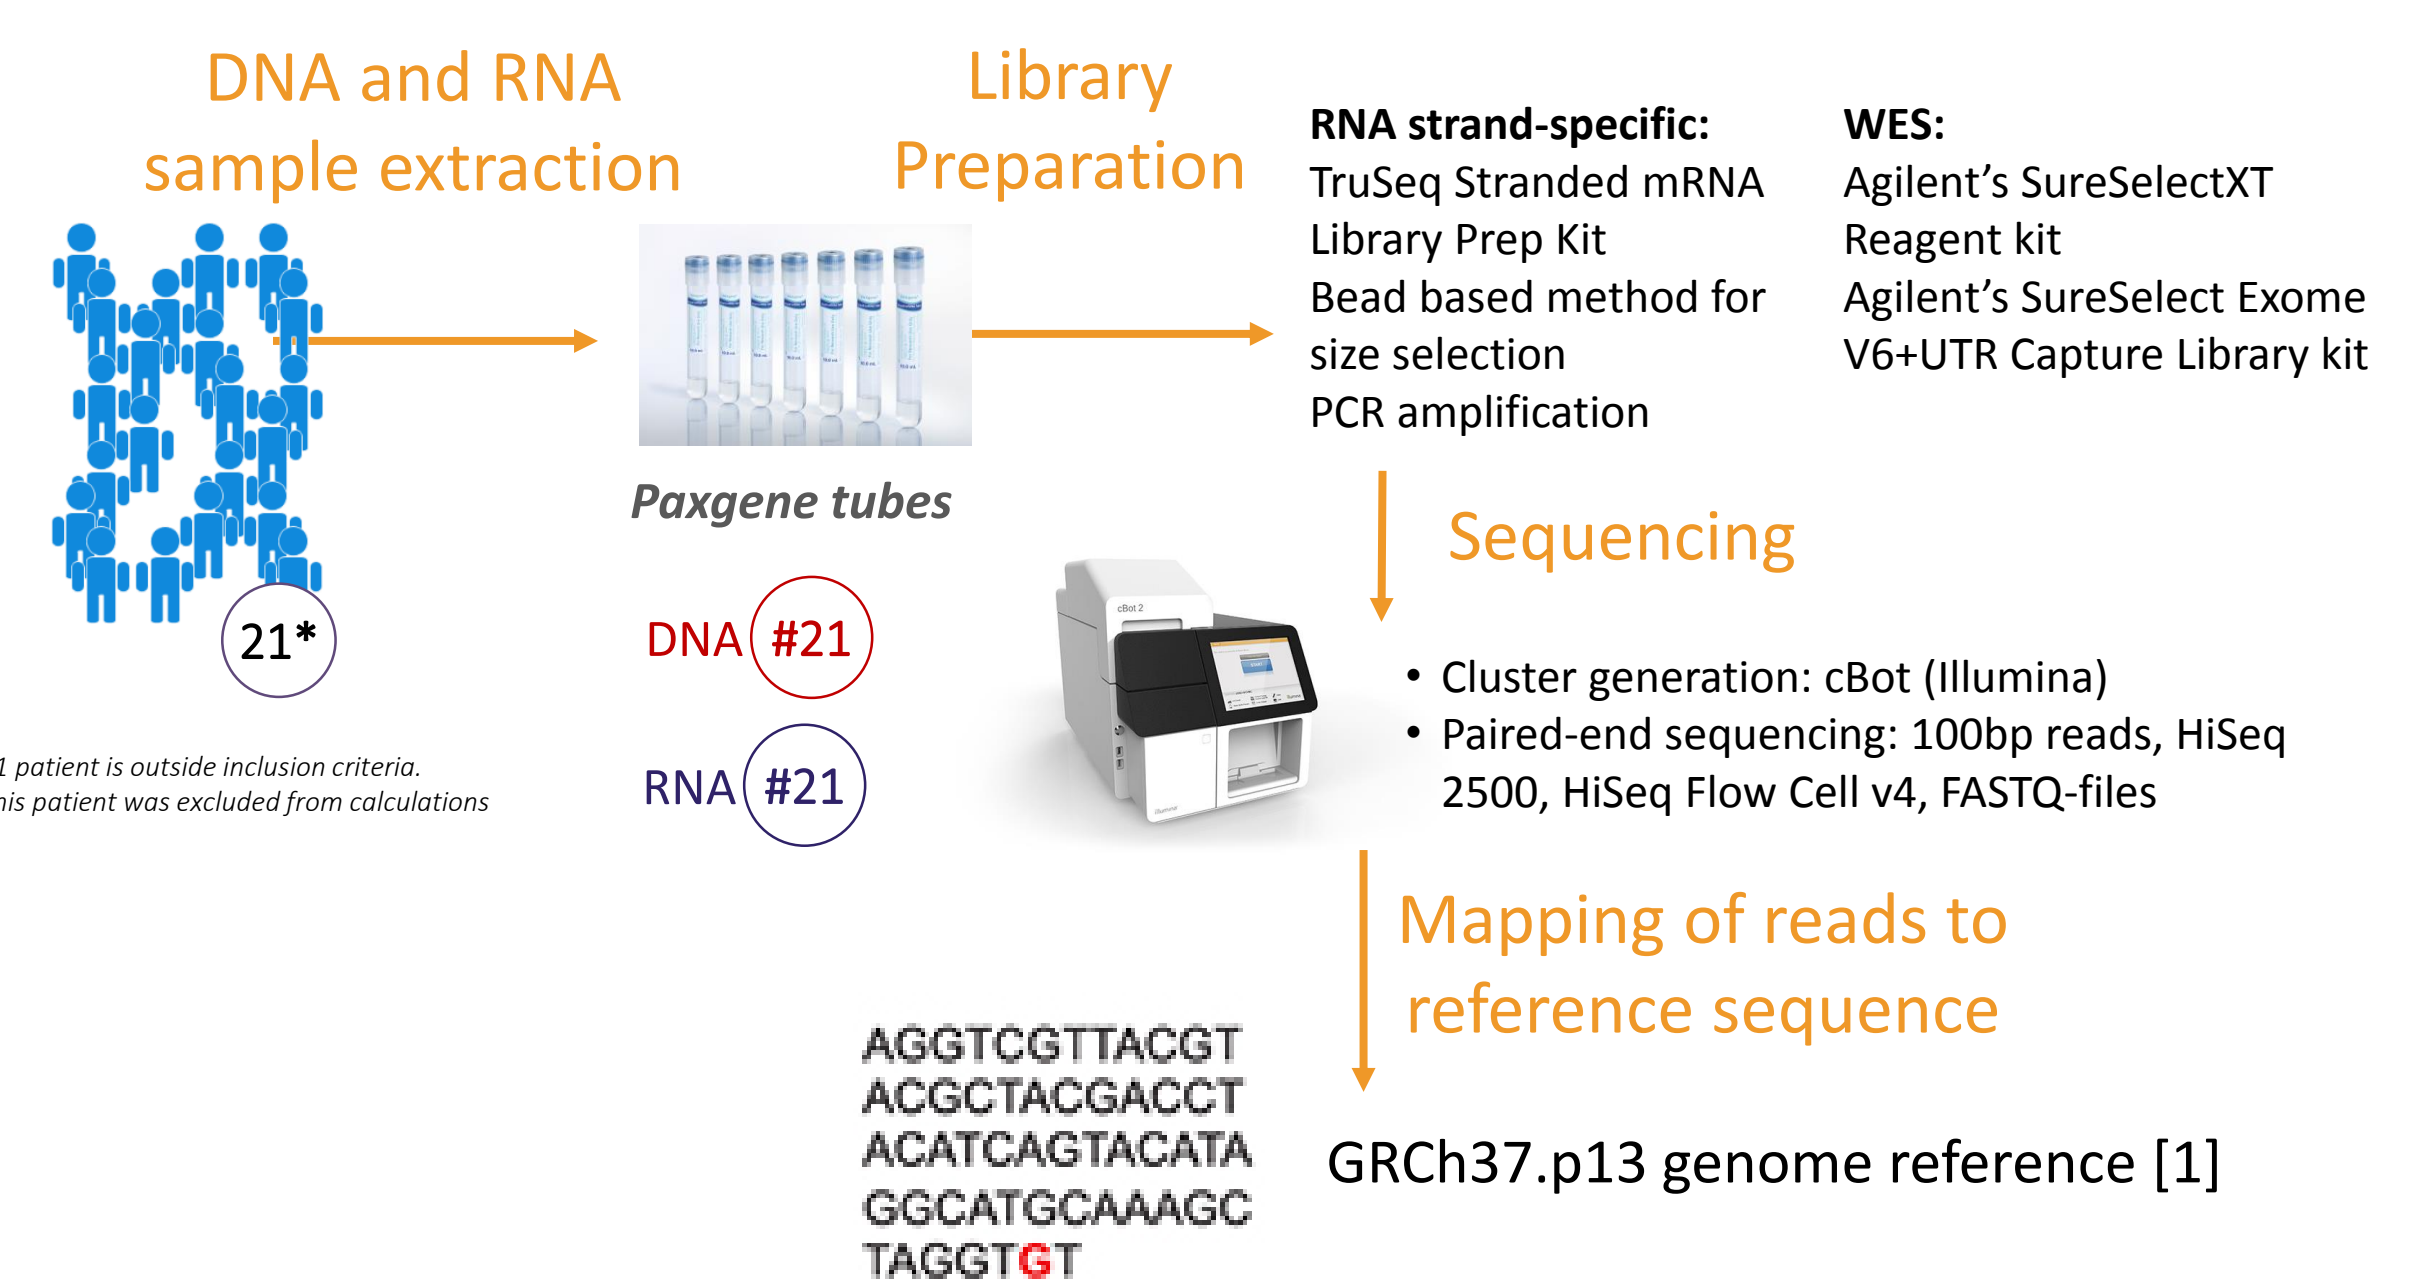 DNA and RNA
sample extraction
Library
Preparation
RNA strand-specific:
TruSeq Stranded mRNA
Library Prep Kit
Bead based method for
size selection
PCR amplification
WES:
Agilent’s SureSelectXT
Reagent kit
Agilent’s SureSelect Exome
V6+UTR Capture Library kit
Paxgene tubes
21*
DNA #21
RNA #21
1 patient is outside inclusion criteria.
his patient was excluded from calculations
Sequencing
cBot 2
• Cluster generation: cBot (Illumina)
• Paired-end sequencing: 100bp reads, HiSeq
2500, HiSeq Flow Cell v4, FASTQ-files
Mapping of reads to
reference sequence
AGGTCGTTACGT
ACGCTACGACCT
ACATCAGTACATA
GGCATGCAAAGC
TAGGTGT
GRCh37.p13 genome reference [1]